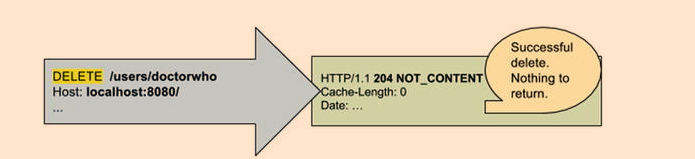 DELETE /users/doctorwho
Host: localhost:8080/
...
HTTP/1.1 204 NOT_CONTENT
Cache-Length: 0
Date: ...
Successful
delete.
Nothing to
return.